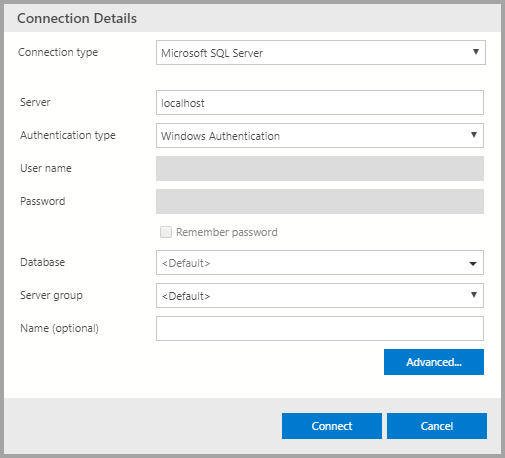 Connection Details
Connection type Microsoft SQL Server
Server localhost
Authentication type Windows Authentication
User name
Password
Remember password
Database <Default>
Server group <Default>
Name (optional)
Advanced...
Connect Cancel